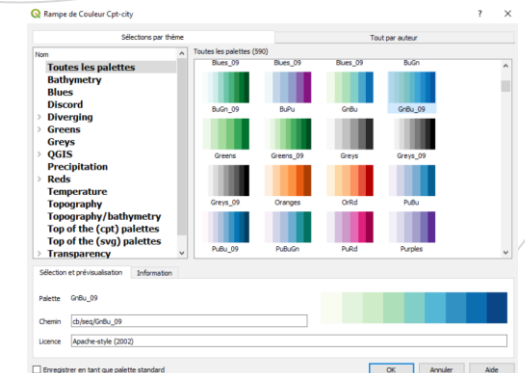 Rampe de Couleur Cpt-city
? ×
Sélections par thème
Tout par auteur
Nom
Toutes les palettes
Bathymetry
Blues
Discord
Diverging
Greens
Greys
QGIS
Precipitation
Reds
Temperature
Topography
Topography/bathymetry
Top of the (cpt) palettes
Top of the (svg) palettes
Transparency
Toutes les palettes (590)
Blues_09 Blues_09 Blues_09 BuGn
BuGn_09 BuPu GnBu GnBu_09
Greens Greens_09 Greys Greys_09
Greys_09 Oranges OrRd PuBu
PuBu_09 PuBuGn PuRd Purples
Sélection et prévisualisation
Information
Palette GnBu_09
Chemin cb/seq/GnBu_09
Licence Apache-style (2002)
Enregistrer en tant que palette standard
OK Annuler Aide